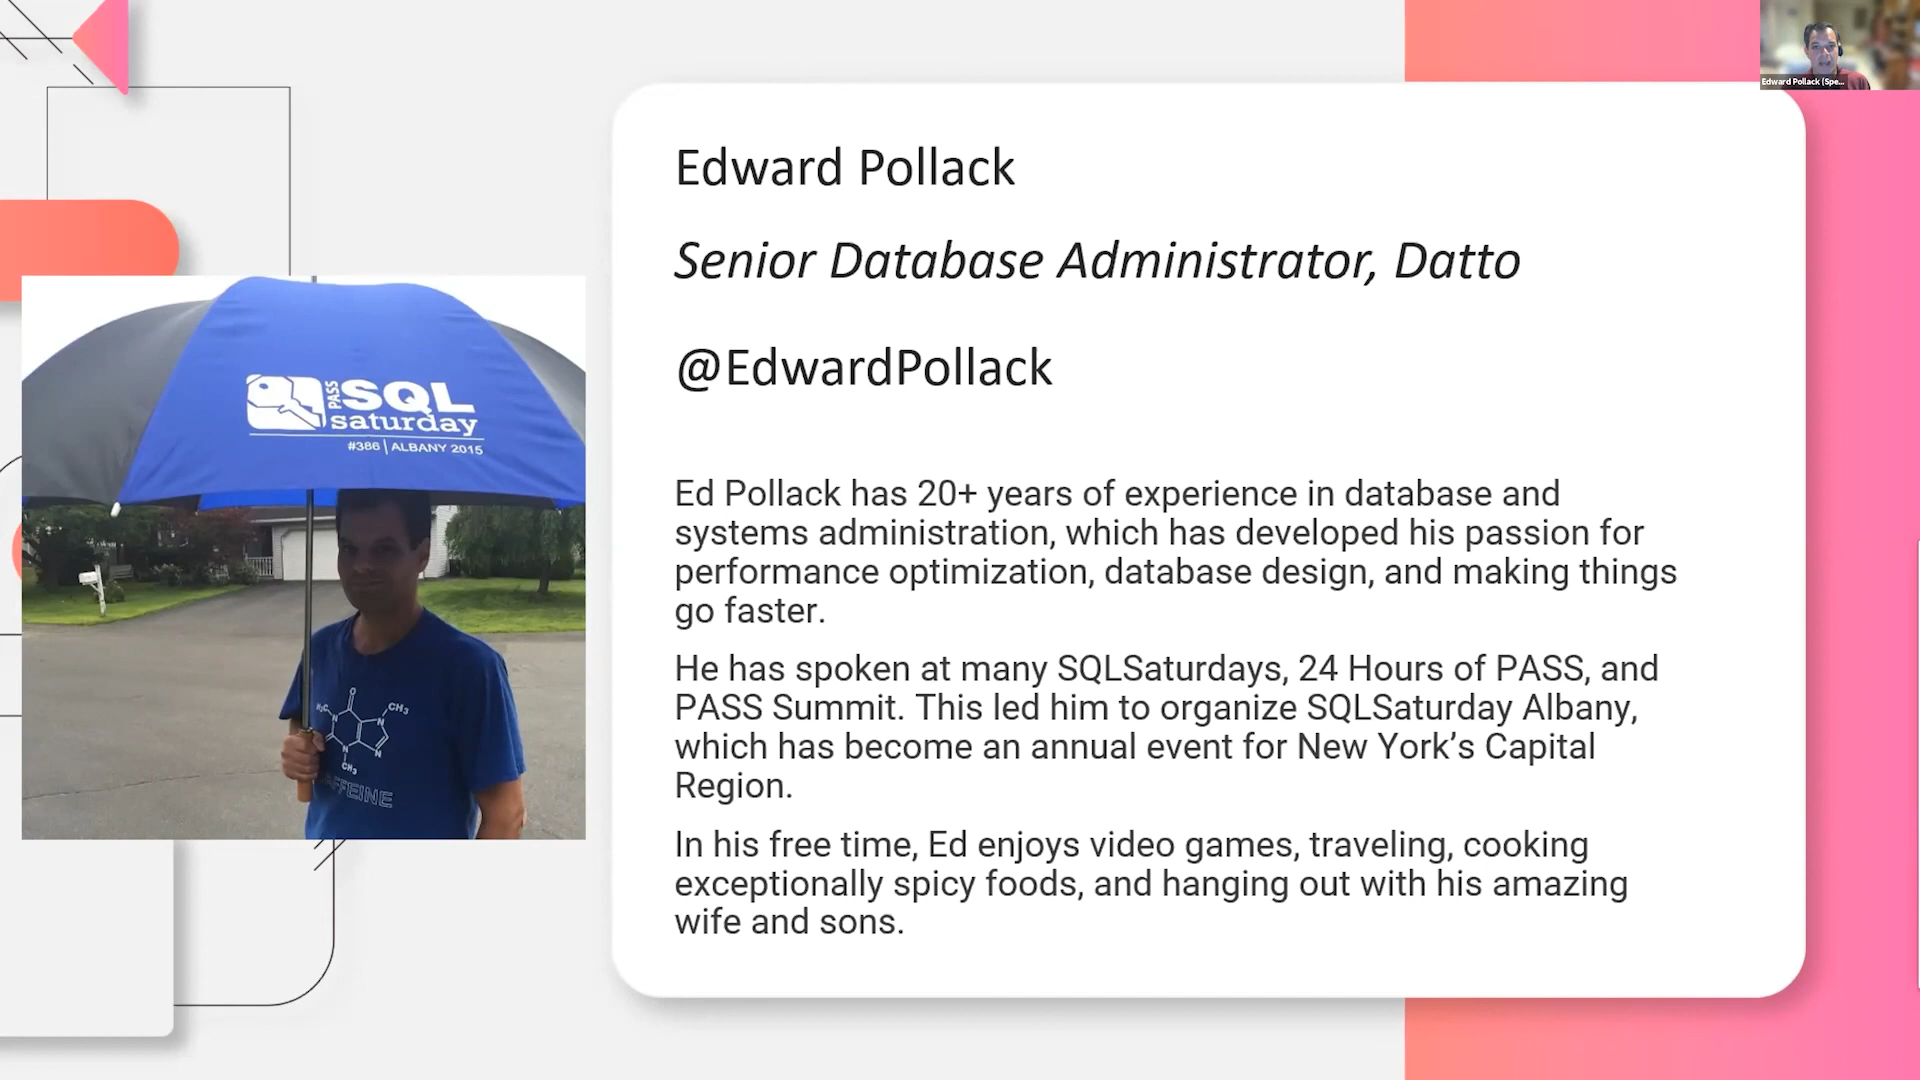 Edward Pollack (Spe...
Edward Pollack
Senior Database Administrator, Datto
@EdwardPollack
PASS
SQL
saturday
#386 | ALBANY 2015
Ed Pollack has 20+ years of experience in database and
systems administration, which has developed his passion for
performance optimization, database design, and making things
go faster.
He has spoken at many SQLSaturdays, 24 Hours of PASS, and
PASS Summit. This led him to organize SQLSaturday Albany,
which has become an annual event for New York’s Capital
Region.
In his free time, Ed enjoys video games, traveling, cooking
exceptionally spicy foods, and hanging out with his amazing
wife and sons.
O
H₃C
CH₃
N
N
N
N
CH₃
AFFEINE